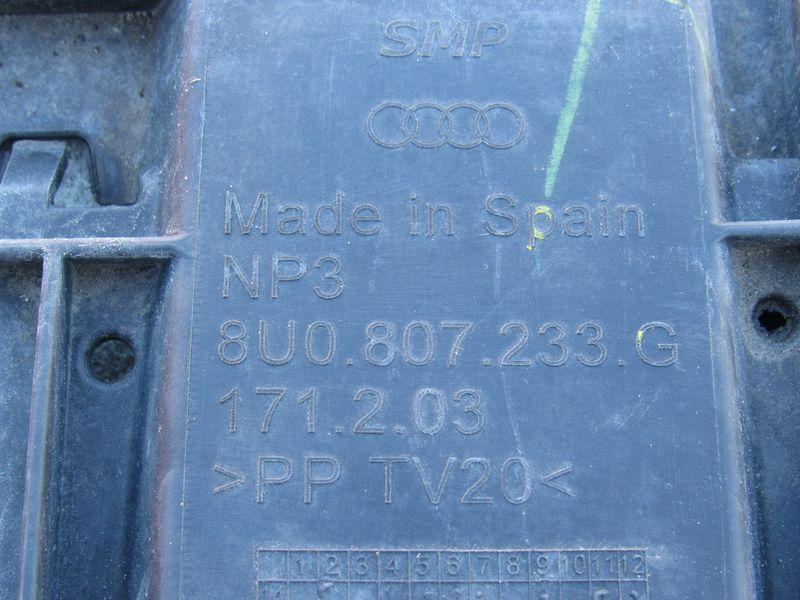 SMP
Made in Spain
NP3
8U0.807.233.G
171.2.03
>PP TV20<
1 2 3 4 5 6 7 8 9 10 11 12
14